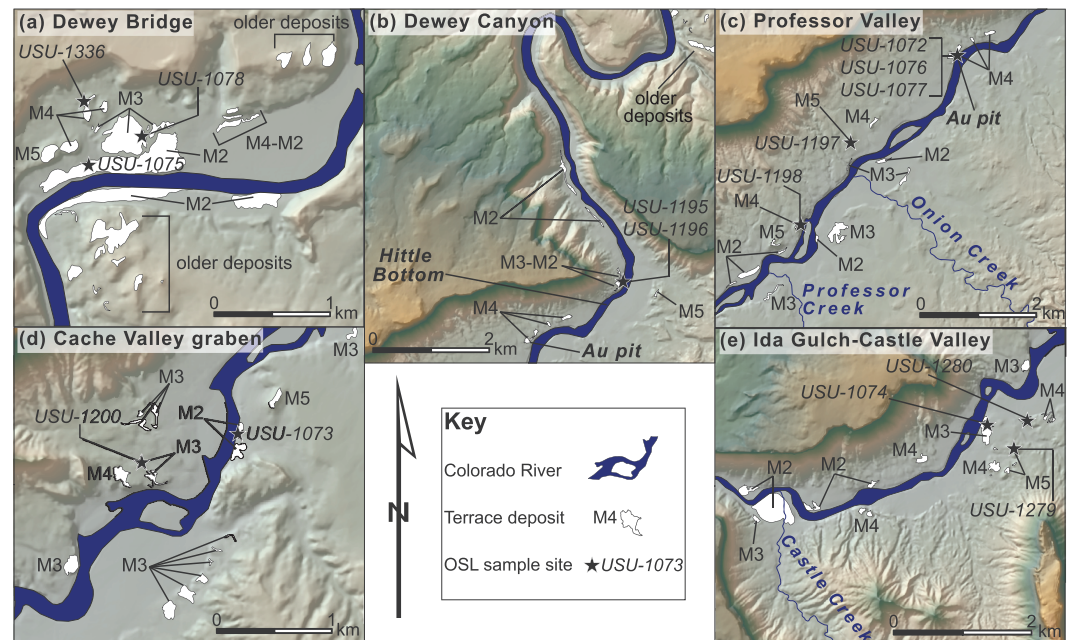 (a) Dewey Bridge
older deposits
USU-1336
USU-1078
M4
M3
M5
USU-1075
M2
M4-M2
M2
older deposits
0
1
km
(b) Dewey Canyon
older
deposits
M2
USU-1195
USU-1196
Hittle
Bottom
M3-M2
M4
M5
0
2
km
Au pit
(c) Professor Valley
USU-1072
USU-1076
USU-1077
M4
Au pit
M5
M4
USU-1197
M2
M3
USU-1198
M4
M5
M3
M2
M2
M3
Onion Creek
Professor
Creek
0
2
km
(d) Cache Valley graben
M3
M3
M5
USU-1200
M2
USU-1073
M3
M4
M3
M3
0
1
km
N
Key
Colorado River
Terrace deposit
M4
OSL sample site
USU-1073
(e) Ida Gulch-Castle Valley
USU-1280
M3
USU-1074
M4
M3
M4
M4
M5
M2
M2
USU-1279
M4
M3
Castle Creek
0
2
km